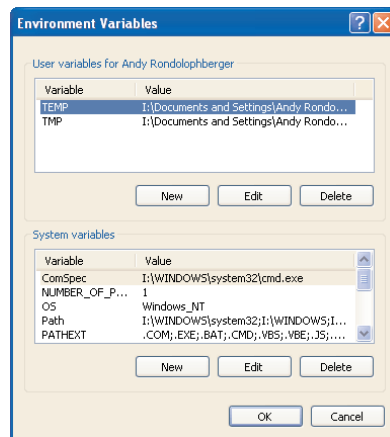 Environment Variables
User variables for Andy Rondolophberger
Variable Value
TEMP I:\Documents and Settings\Andy Rondo...
TMP I:\Documents and Settings\Andy Rondo...
New Edit Delete
System variables
Variable Value
ComSpec I:\WINDOWS\system32\cmd.exe
NUMBER_OF_P... 1
OS Windows_NT
Path I:\WINDOWS\system32;I:\WINDOWS;I...
PATHEXT .COM;.EXE;.BAT;.CMD;.VBS;.VBE;.JS;....
New Edit Delete
OK Cancel